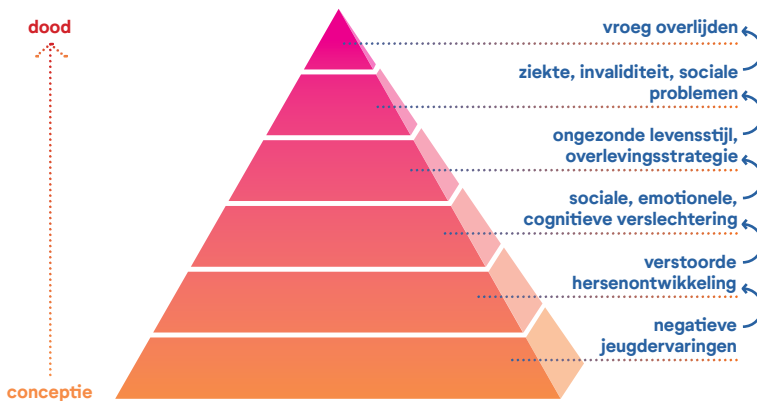 dood
vroeg overlijden
ziekte, invaliditeit, sociale
problemen
ongezonde levensstijl,
overlevingsstrategie
sociale, emotionele,
cognitieve verslechtering
verstoorde
hersenontwikkeling
negatieve
jeugdervaringen
conceptie